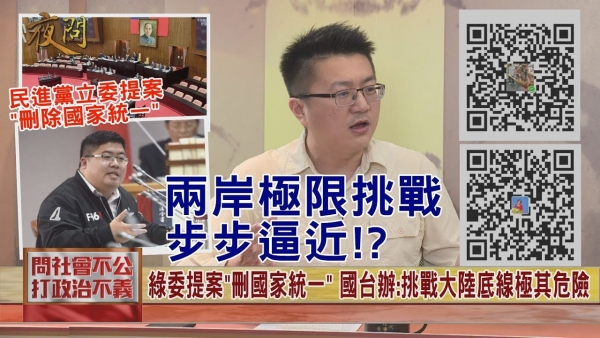 夜問
民進黨立委提案
"刪除國家統一"
兩岸極限挑戰
步步逼近!?
問社會不公
打政治不義
綠委提案"刪國家統一" 國台辦:挑戰大陸底線極其危險